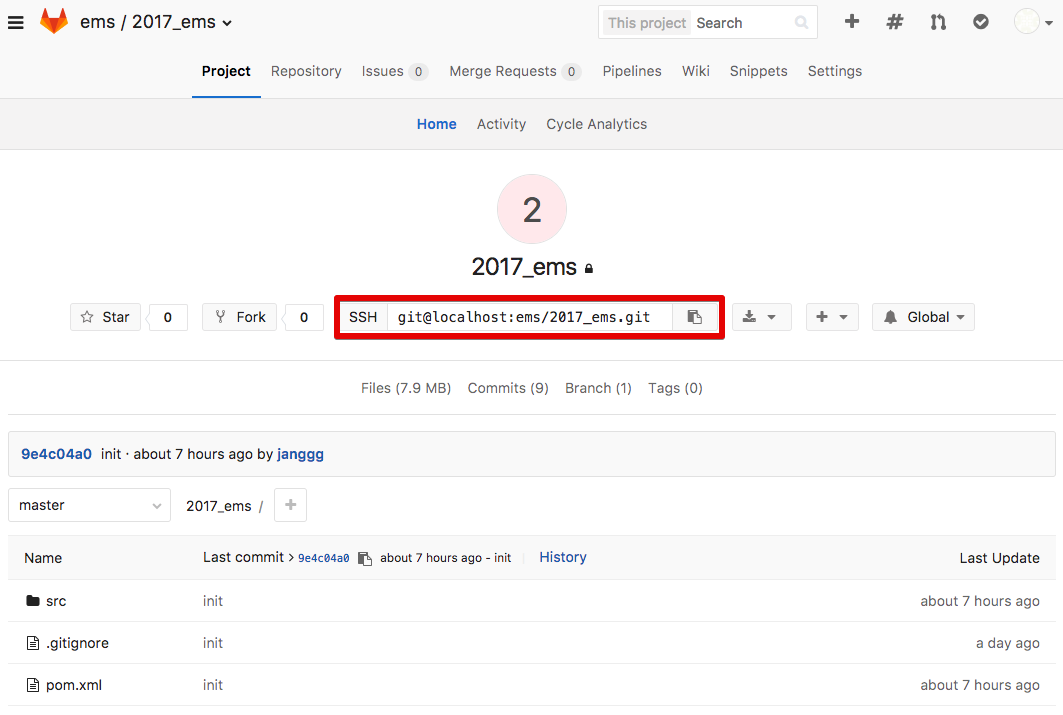 ems / 2017_ems
This project Search
Project Repository Issues 0 Merge Requests 0 Pipelines Wiki Snippets Settings
Home Activity Cycle Analytics
2
2017_ems
Star 0 Fork 0 SSH git@localhost:ems/2017_ems.git Global
Files (7.9 MB) Commits (9) Branch (1) Tags (0)
9e4c04a0 init · about 7 hours ago by janggg
master 2017_ems / +
Name Last commit > 9e4c04a0 about 7 hours ago - init History Last Update
src init about 7 hours ago
.gitignore init a day ago
pom.xml init about 7 hours ago